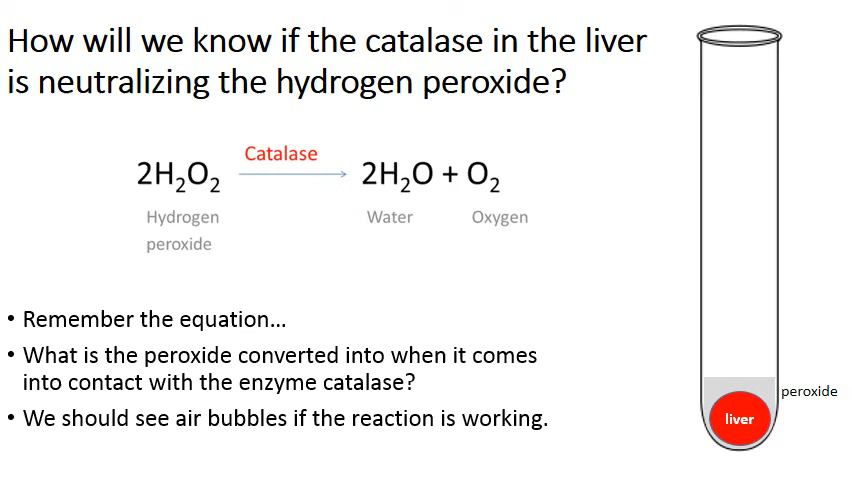 How will we know if the catalase in the liver
is neutralizing the hydrogen peroxide?
Catalase
2H₂O₂ → 2H₂O + O₂
Hydrogen
peroxide
Water
Oxygen
• Remember the equation…
• What is the peroxide converted into when it comes
into contact with the enzyme catalase?
• We should see air bubbles if the reaction is working.
peroxide
liver